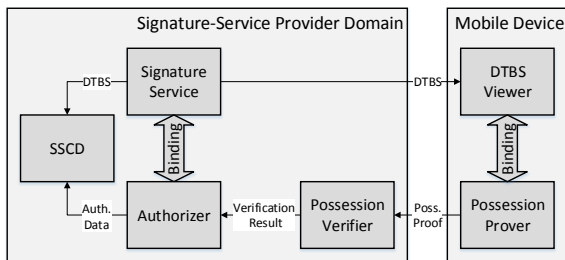 Signature-Service Provider Domain
Mobile Device
DTBS
Signature
Service
DTBS
DTBS
Viewer
SSCD
Binding
Binding
Auth.
Data
Authorizer
Verification
Result
Possession
Verifier
Poss.
Proof
Possession
Prover